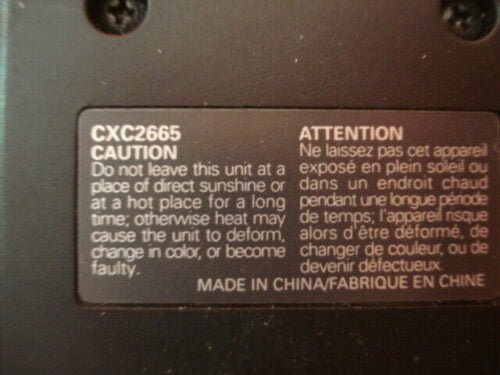 CXC2665
CAUTION
Do not leave this unit at a
place of direct sunshine or
at a hot place for a long
time; otherwise heat may
cause the unit to deform,
change in color, or become
faulty.
ATTENTION
Ne laissez pas cet appareil
exposé en plein soleil ou
dans un endroit chaud
pendant une longue période
de temps; l'appareil risque
alors d'être déformé, de
changer de couleur, ou de
devenir défectueux.
MADE IN CHINA/FABRIQUE EN CHINE